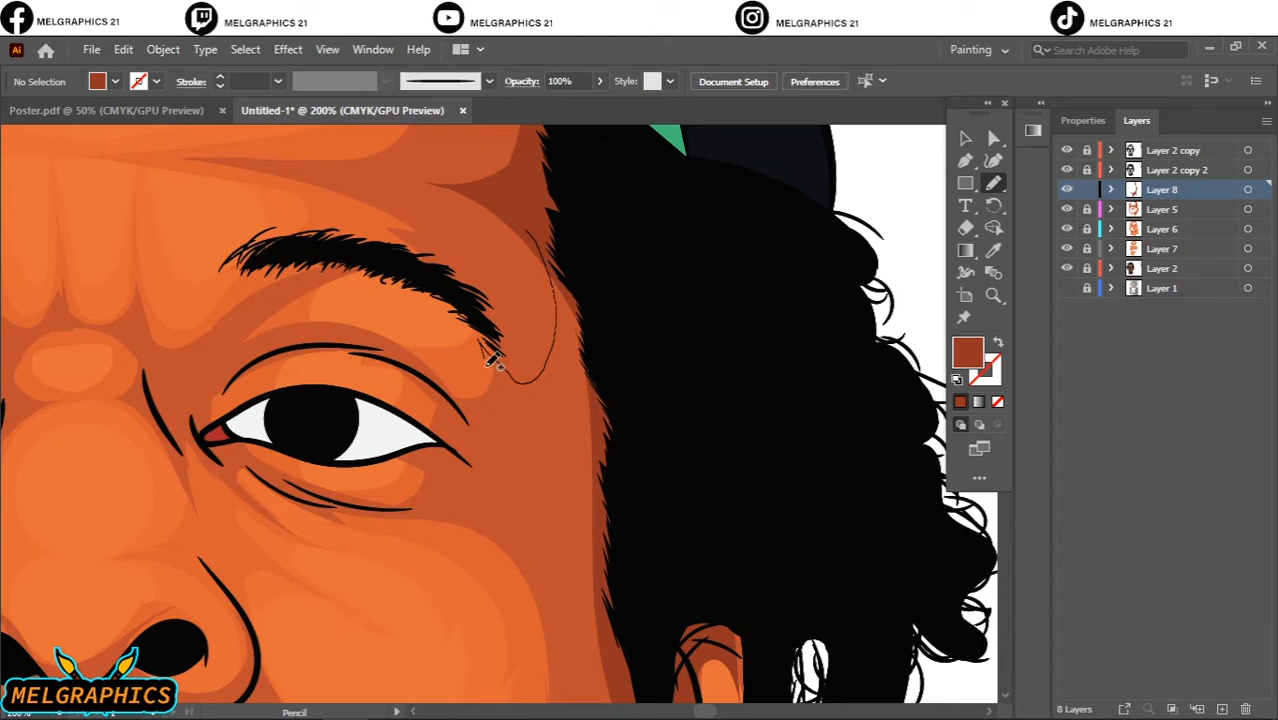 MELGRAPHICS 21 MELGRAPHICS 21 MELGRAPHICS 21 MELGRAPHICS 21 MELGRAPHICS 21
Ai File Edit Object Type Select Effect View Window Help Painting Search Adobe Help
No Selection Stroke: Opacity: 100% Style: Document Setup Preferences
Poster.pdf @ 50% (CMYK/GPU Preview) Untitled-1* @ 200% (CMYK/GPU Preview)
Properties Layers
Layer 2 copy
Layer 2 copy 2
Layer 8
Layer 5
Layer 6
Layer 7
Layer 2
Layer 1
MELGRAPHICS
Pencil
8 Layers